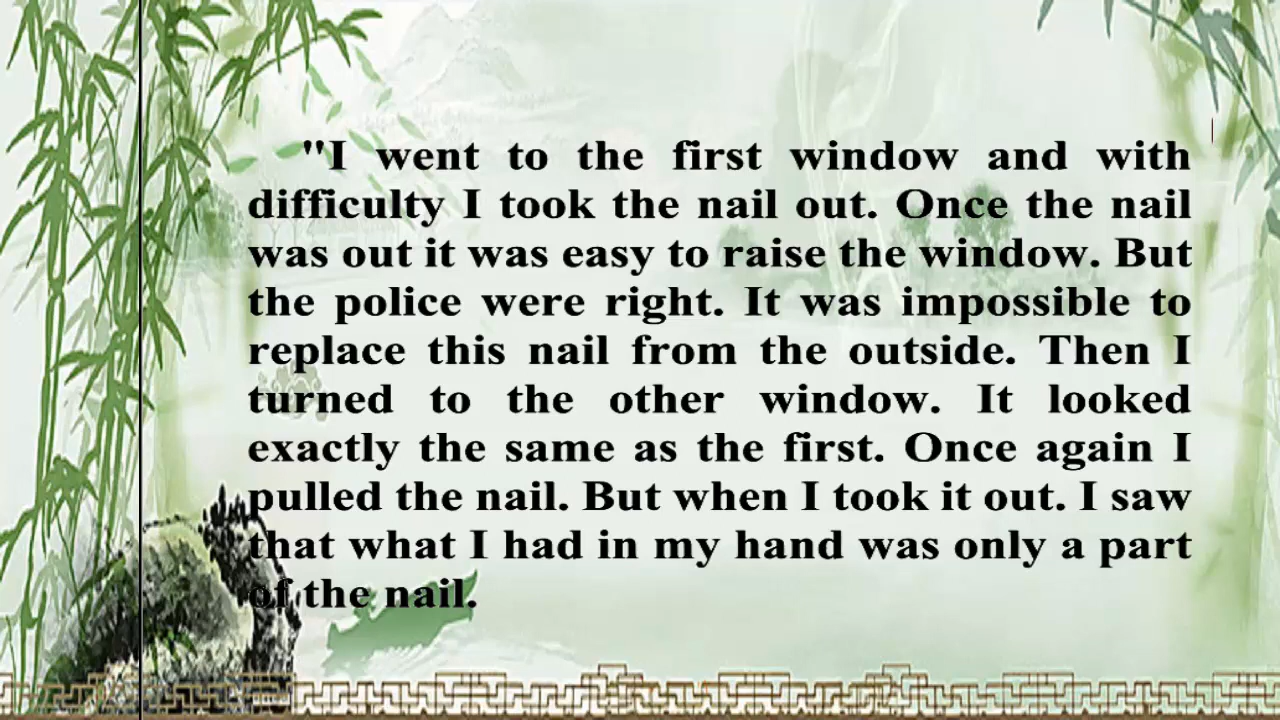 "I went to the first window and with
difficulty I took the nail out. Once the nail
was out it was easy to raise the window. But
the police were right. It was impossible to
replace this nail from the outside. Then I
turned to the other window. It looked
exactly the same as the first. Once again I
pulled the nail. But when I took it out. I saw
that what I had in my hand was only a part
of the nail.